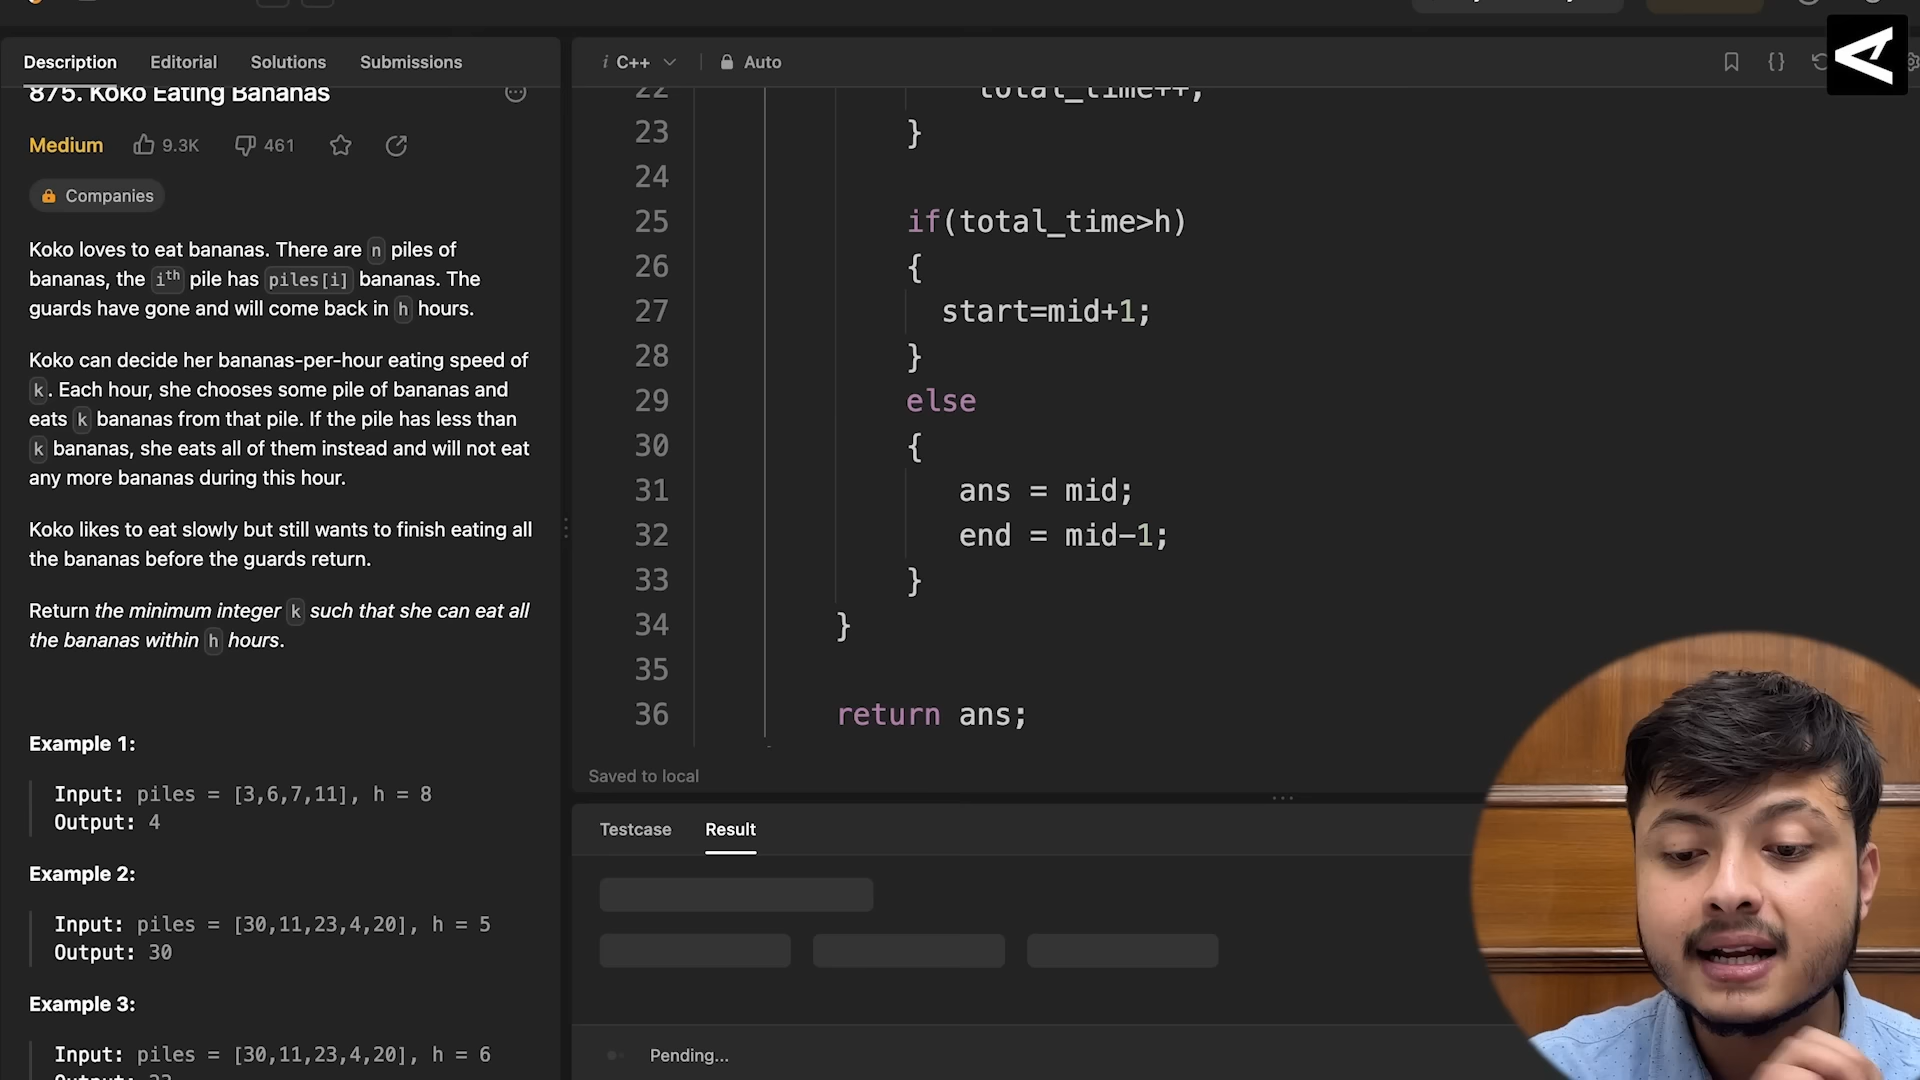 Description Editorial Solutions Submissions
875. Koko Eating Bananas
Medium 9.3K 461
Companies
Koko loves to eat bananas. There are n piles of
bananas, the ith pile has piles[i] bananas. The
guards have gone and will come back in h hours.
Koko can decide her bananas-per-hour eating speed of
k. Each hour, she chooses some pile of bananas and
eats k bananas from that pile. If the pile has less than
k bananas, she eats all of them instead and will not eat
any more bananas during this hour.
Koko likes to eat slowly but still wants to finish eating all
the bananas before the guards return.
Return the minimum integer k such that she can eat all
the bananas within h hours.
Example 1:
Input: piles = [3,6,7,11], h = 8
Output: 4
Example 2:
Input: piles = [30,11,23,4,20], h = 5
Output: 30
Example 3:
Input: piles = [30,11,23,4,20], h = 6
Output: 23
i C++ Auto {}
22 total_time++;
23 }
24
25 if(total_time>h)
26 {
27 start=mid+1;
28 }
29 else
30 {
31 ans = mid;
32 end = mid-1;
33 }
34 }
35
36 return ans;
Saved to local
Testcase Result
Pending...